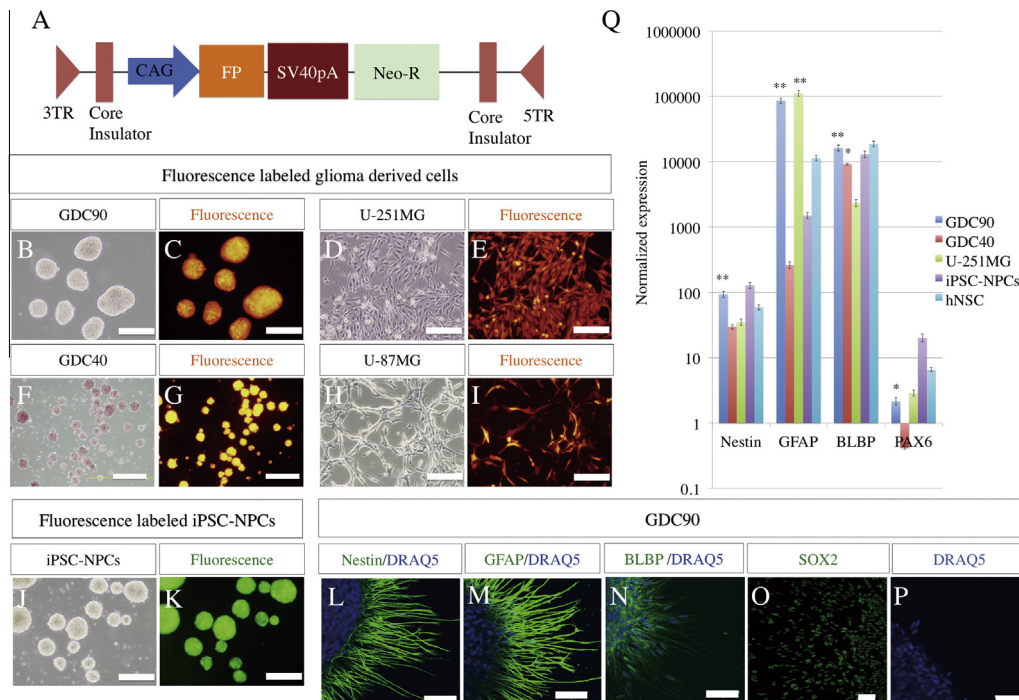 A
CAG
FP
SV40pA
Neo-R
3TR
Core
Insulator
Core
Insulator
5TR
Fluorescence labeled glioma derived cells
GDC90
Fluorescence
U-251MG
Fluorescence
B
C
D
E
GDC40
Fluorescence
U-87MG
Fluorescence
F
G
H
I
Fluorescence labeled iPSC-NPCs
iPSC-NPCs
Fluorescence
J
K
GDC90
Nestin/DRAQ5
GFAP/DRAQ5
BLBP /DRAQ5
SOX2
DRAQ5
L
M
N
O
P
Q
Normalized expression
1000000
100000
10000
1000
100
10
1
0.1
**
**
**
**
*
*
Nestin
GFAP
BLBP
PAX6
GDC90
GDC40
U-251MG
iPSC-NPCs
hNSC